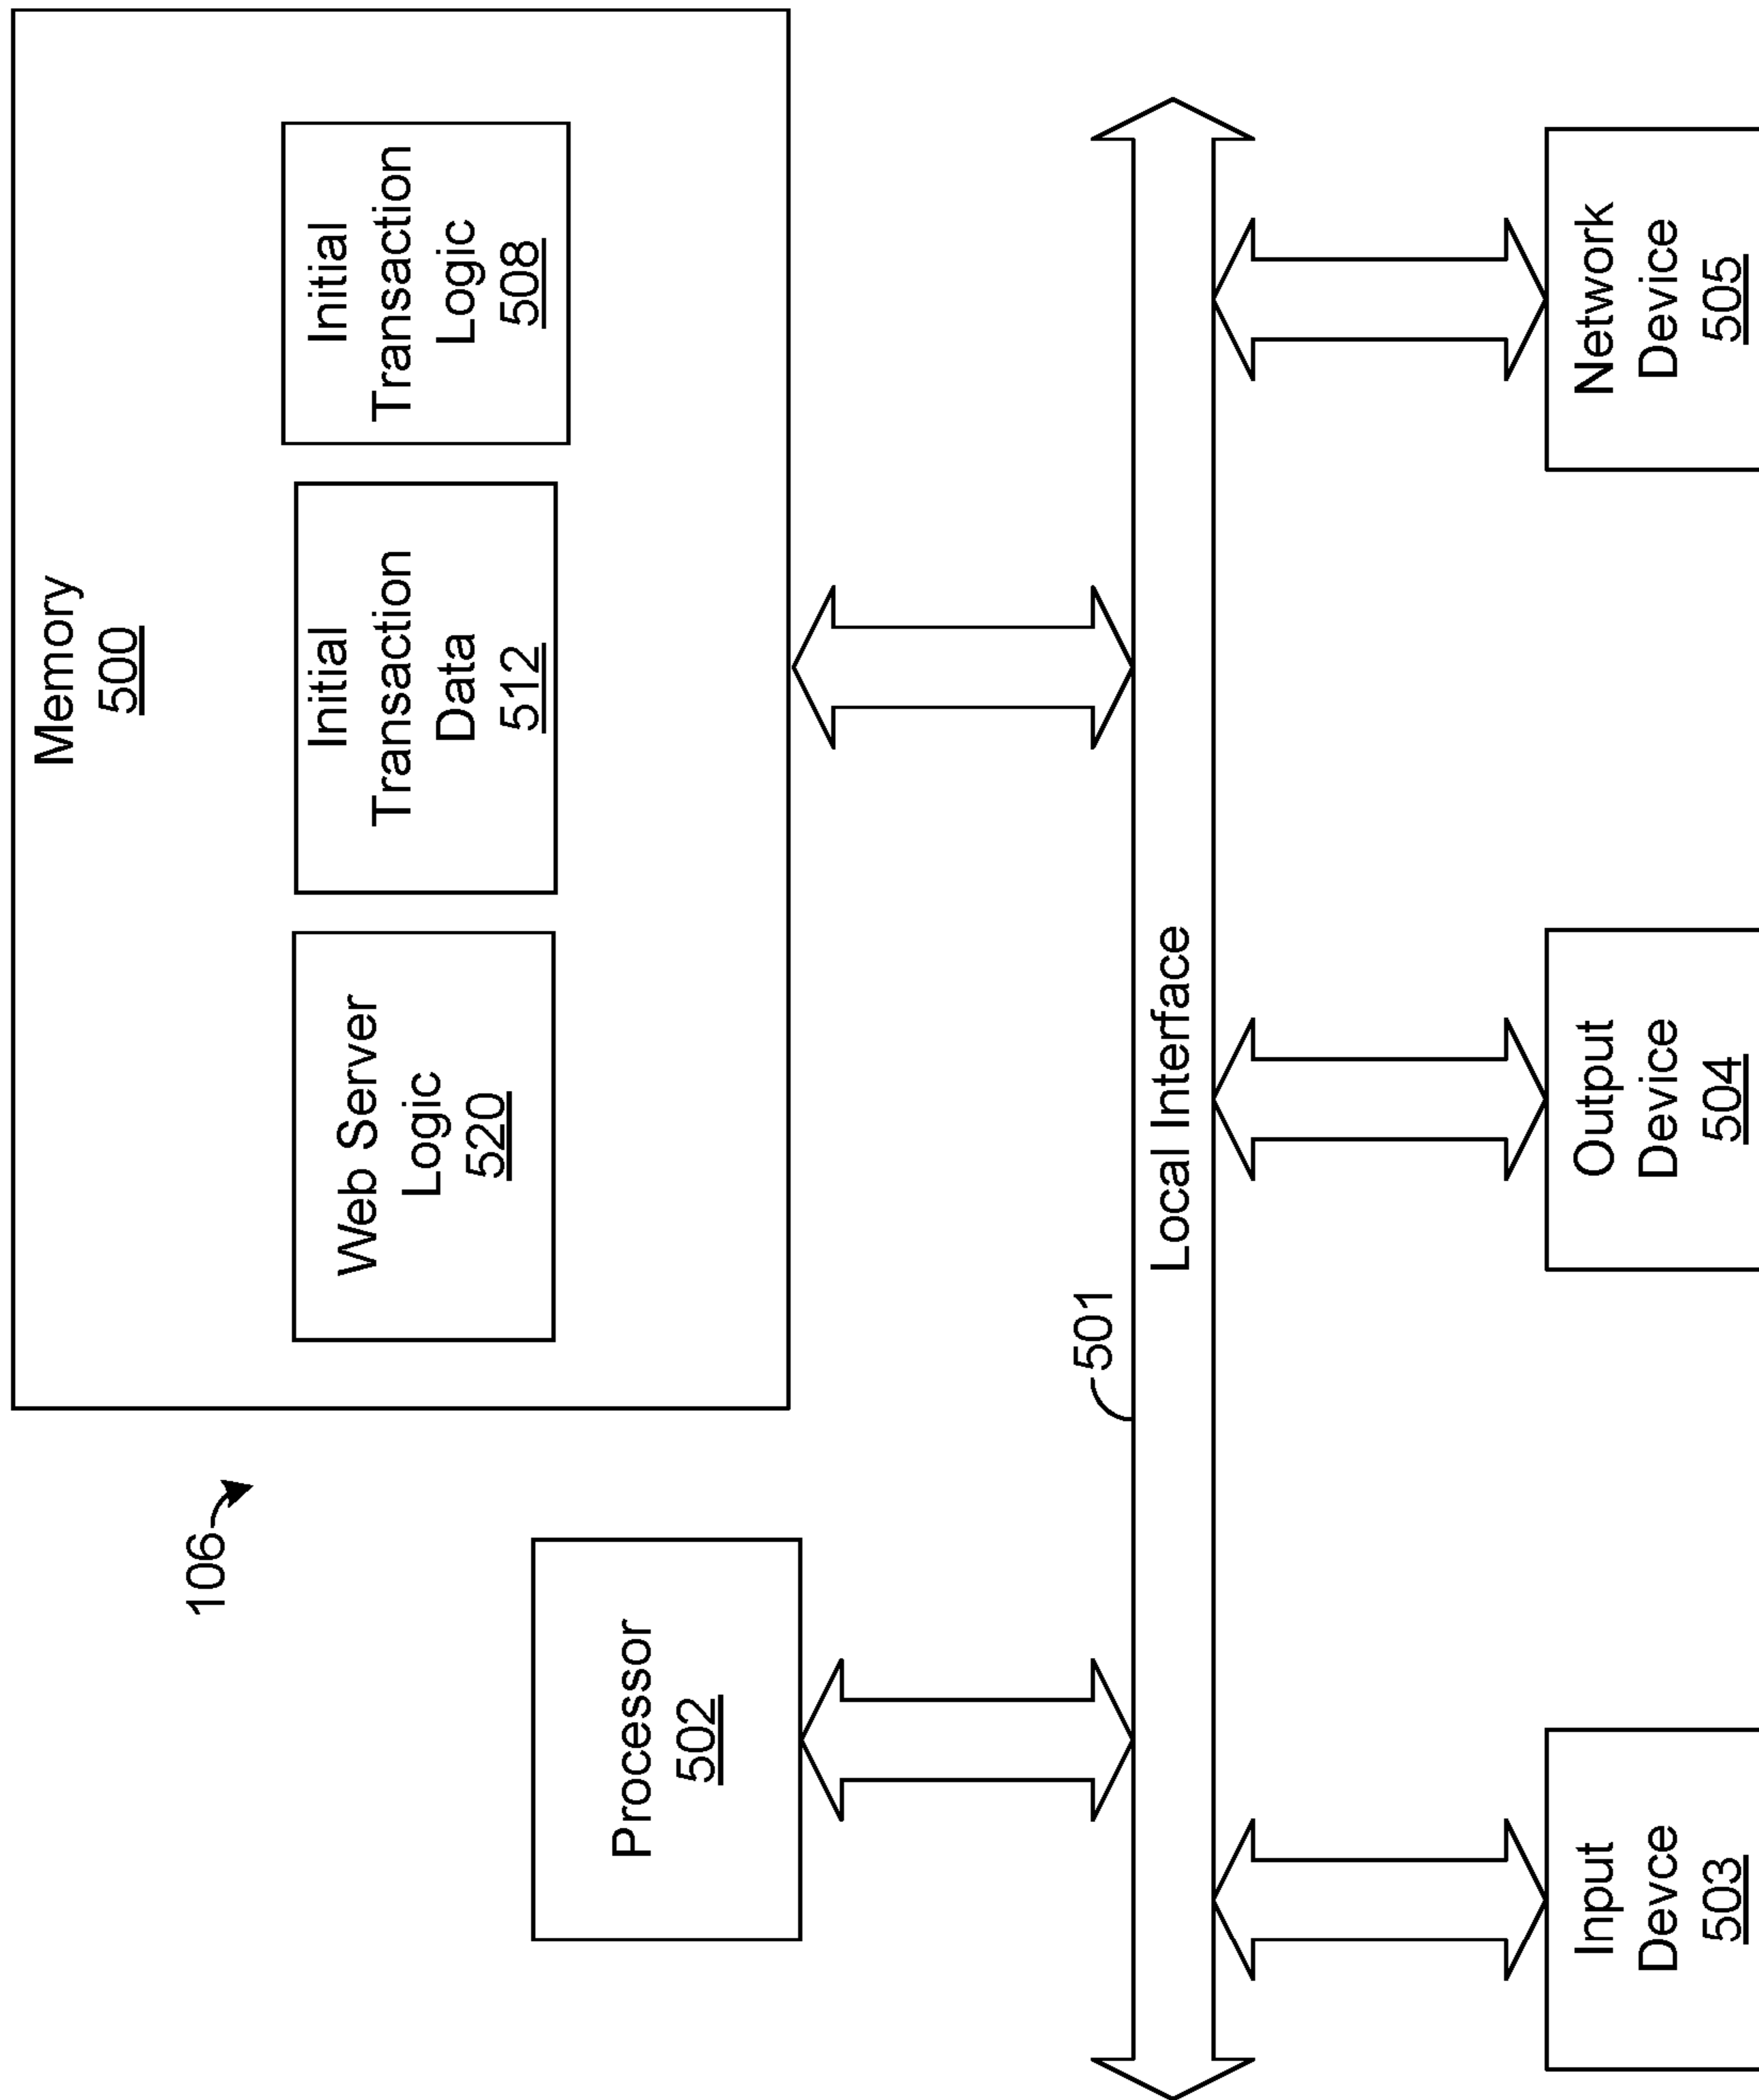 106
Memory
500
Web Server
Logic
520
Initial
Transaction
Data
512
Initial
Transaction
Logic
508
Processor
502
501
Local Interface
Input
Devce
503
Output
Device
504
Network
Device
505